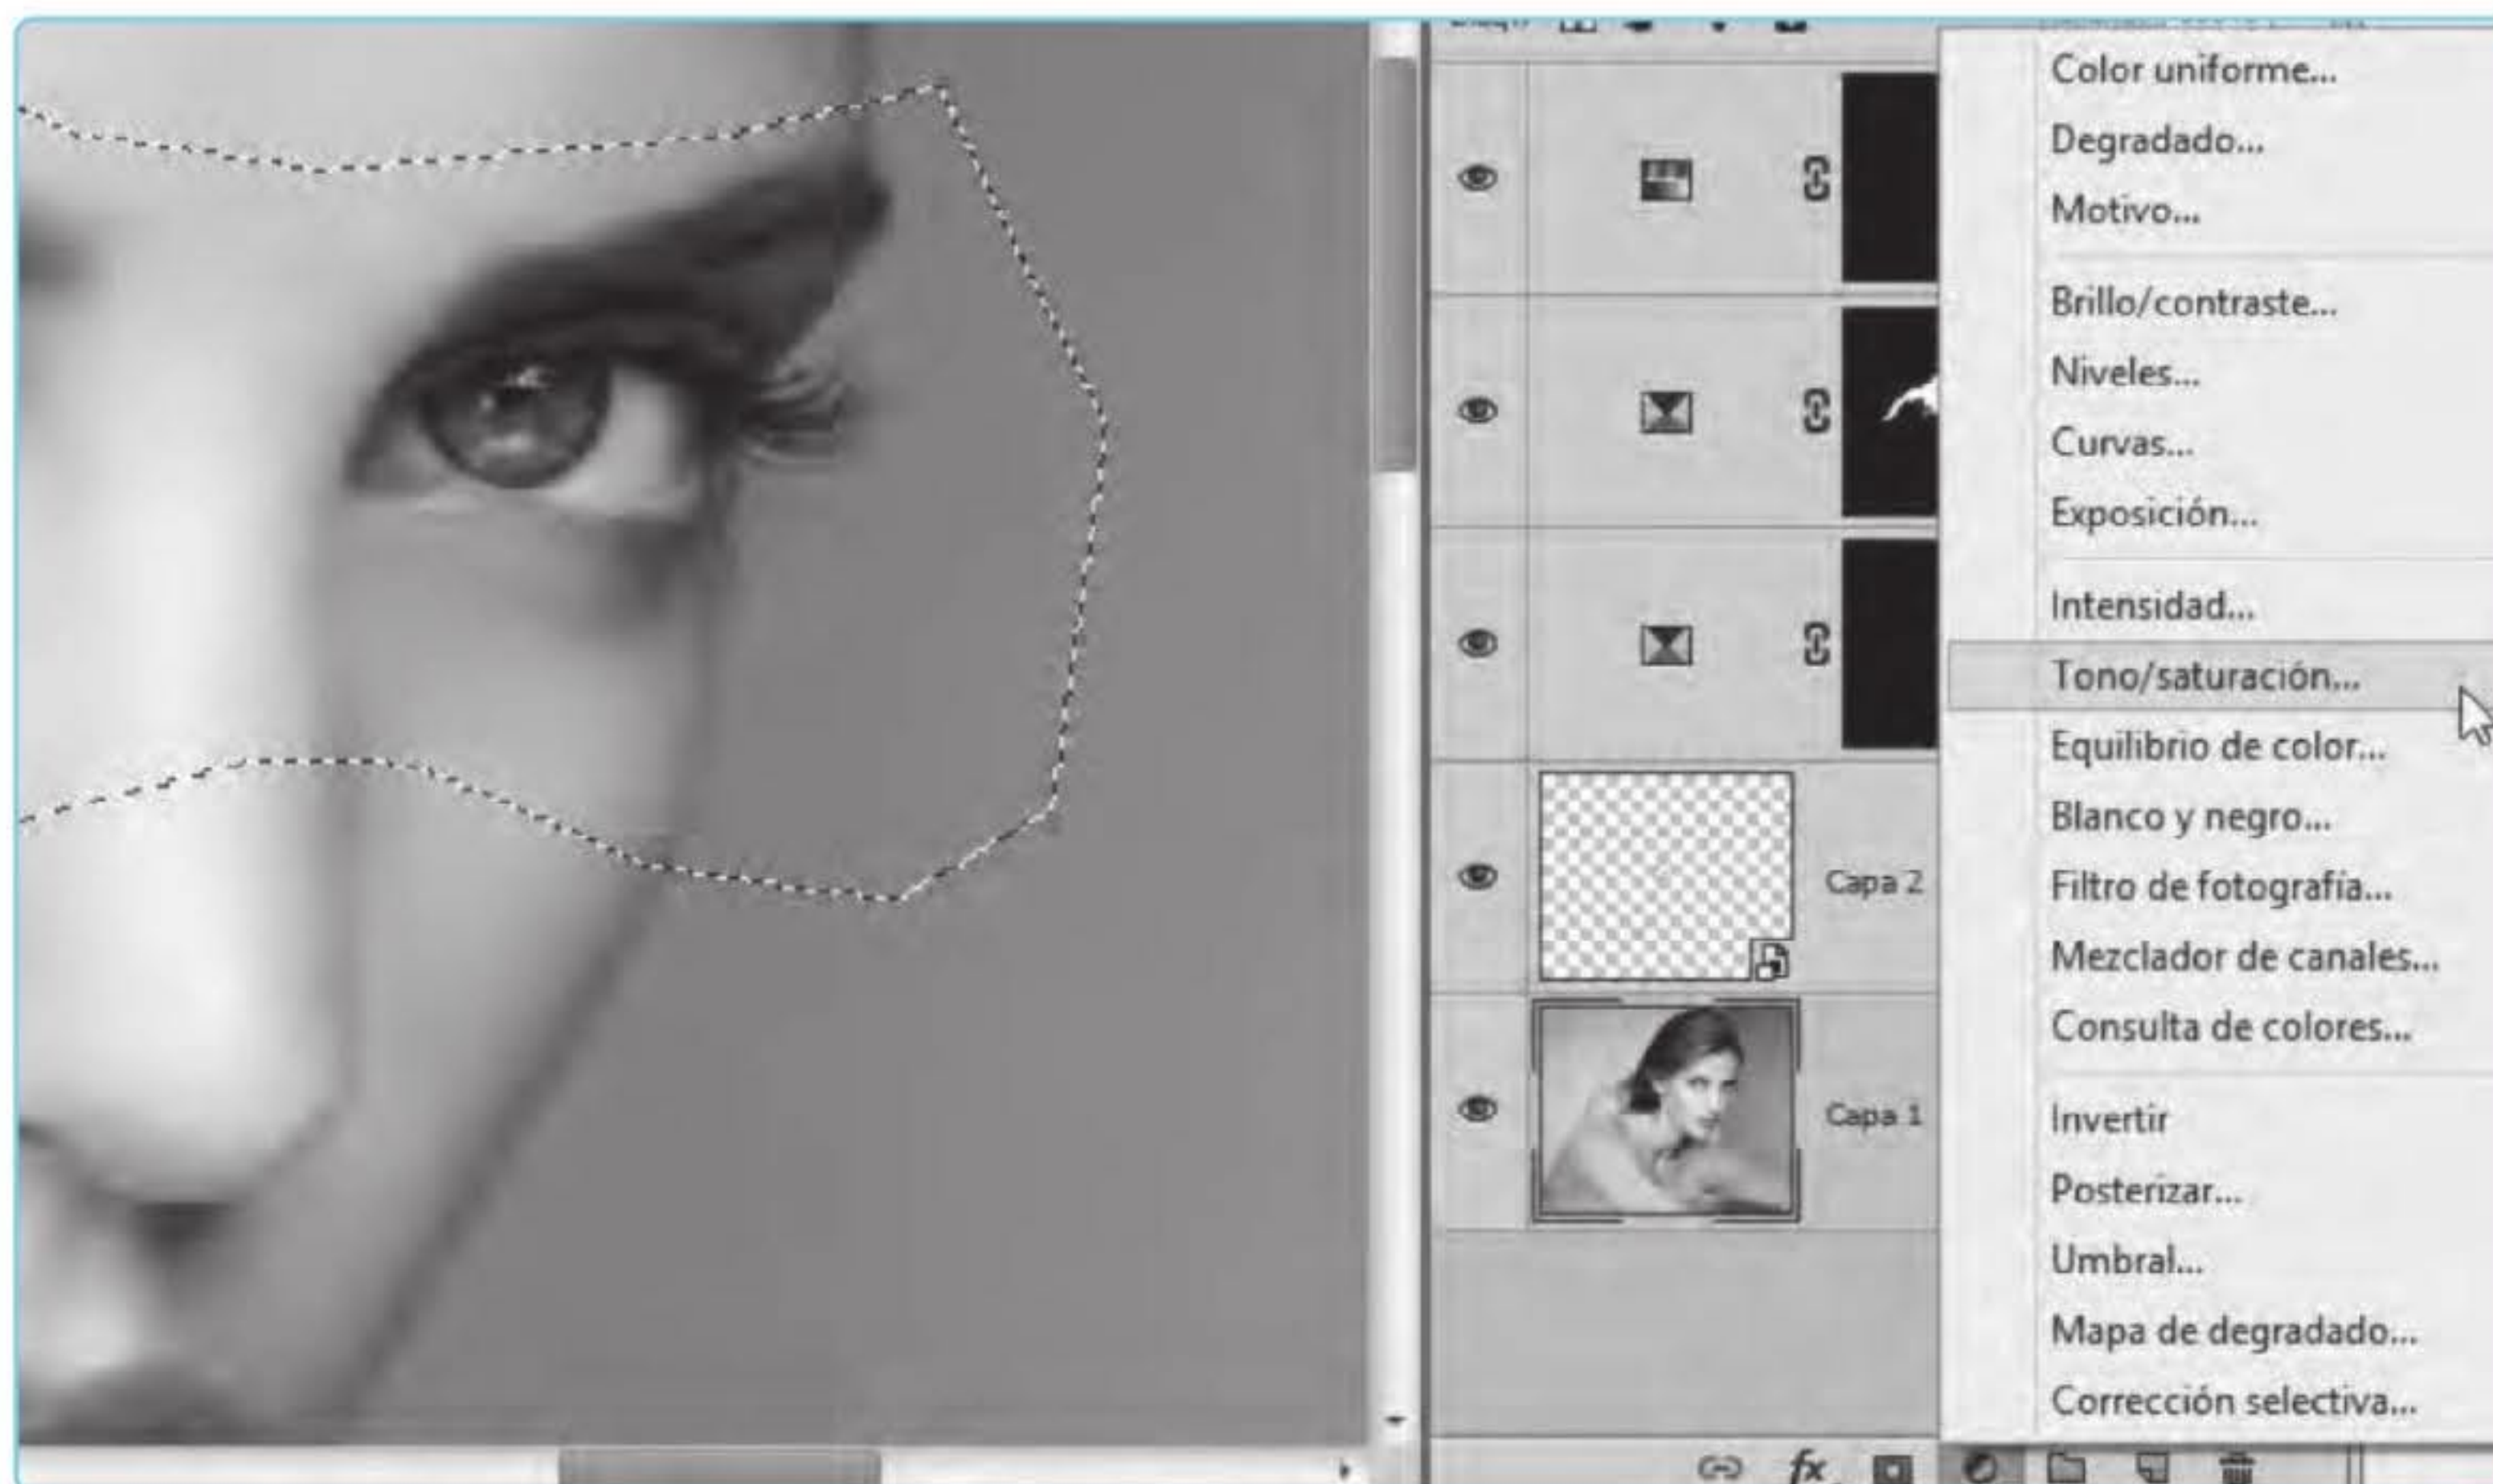 Color uniforme...
Degradado...
Motivo...
Brillo/contraste...
Niveles...
Curvas...
Exposición...
Intensidad...
Tono/saturación...
Equilibrio de color...
Blanco y negro...
Filtro de fotografía...
Mezclador de canales...
Consulta de colores...
Invertir
Posterizar...
Umbral...
Mapa de degradado...
Corrección selectiva...
Capa 2
Capa 1
fx